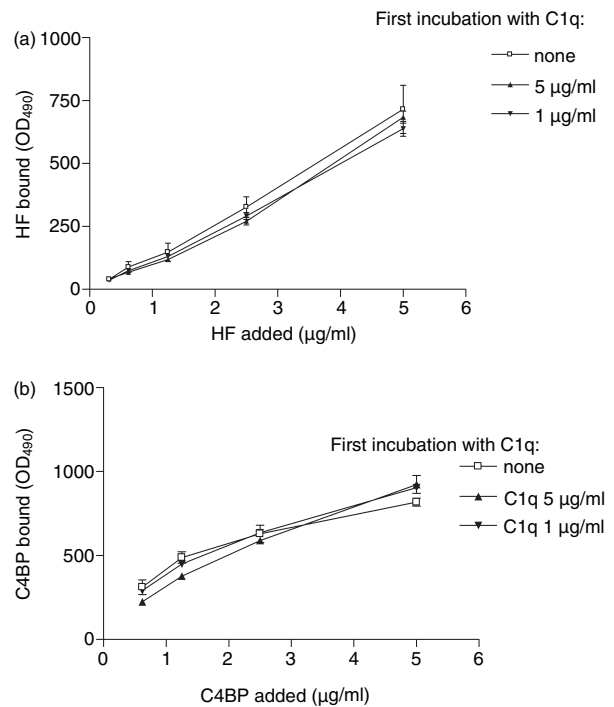 First incubation with C1q:
(a)
none
5 µg/ml
1 µg/ml
HF bound (OD490)
1000
750
500
250
0
0 1 2 3 4 5 6
HF added (µg/ml)
(b)
First incubation with C1q:
none
C1q 5 µg/ml
C1q 1 µg/ml
C4BP bound (OD490)
1500
1000
500
0
0 1 2 3 4 5 6
C4BP added (µg/ml)